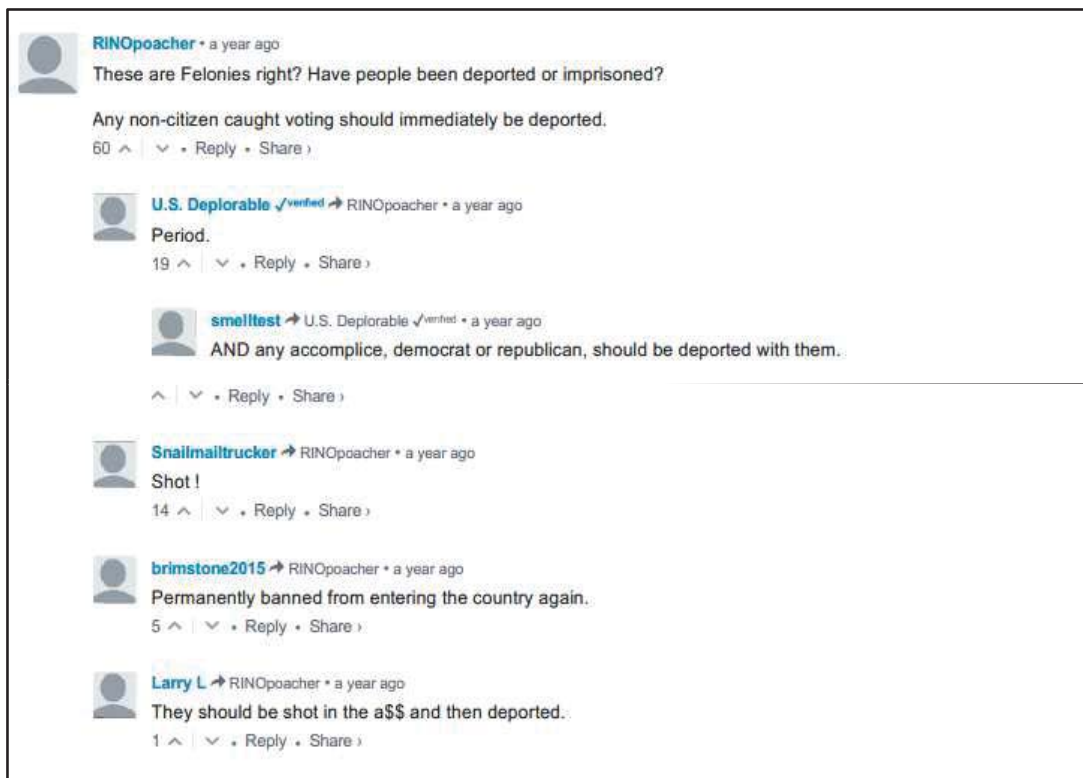 RINOpoacher • a year ago
These are Felonies right? Have people been deported or imprisoned?
Any non-citizen caught voting should immediately be deported.
60 • Reply • Share ›
U.S. Deplorable ✓verified → RINOpoacher • a year ago
Period.
19 • Reply • Share ›
smelltest → U.S. Deplorable ✓verified • a year ago
AND any accomplice, democrat or republican, should be deported with them.
• Reply • Share ›
Snailmailtrucker → RINOpoacher • a year ago
Shot !
14 • Reply • Share ›
brimstone2015 → RINOpoacher • a year ago
Permanently banned from entering the country again.
5 • Reply • Share ›
Larry L → RINOpoacher • a year ago
They should be shot in the a$$ and then deported.
1 • Reply • Share ›